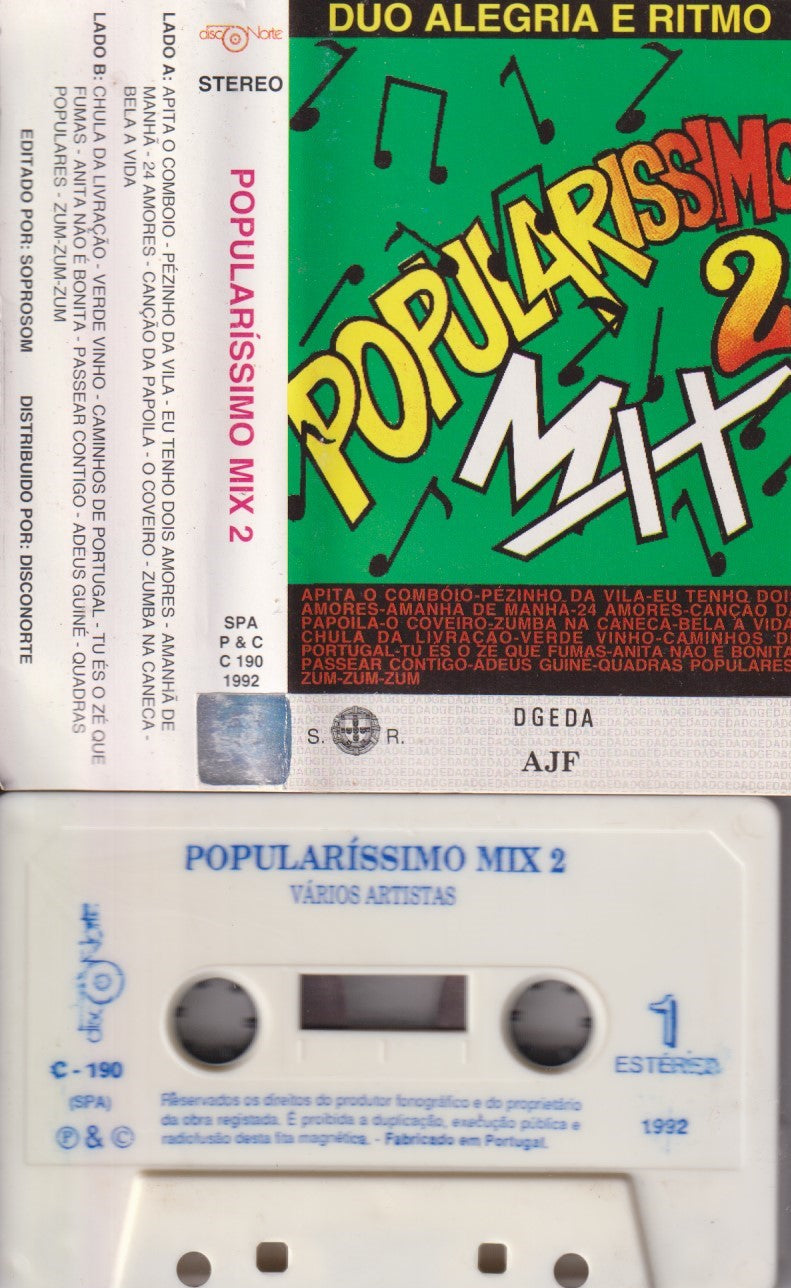 DUO ALEGRIA E RITMO
POPULARISSIMO
2
MIX
APITA O COMBÓIO-PÉZINHO DA VILA-EU TENHO DOIS
AMORES-AMANHÃ DE MANHÃ-24 AMORES-CANÇÃO DA
PAPOILA-O COVEIRO-ZUMBA NA CANECA-BELA A VIDA
CHULA DA LIVRAÇÃO-VERDE VINHO-CAMINHOS DE
PORTUGAL-TU ÉS O ZÉ QUE FUMAS-ANITA NÃO É BONITA
PASSEAR CONTIGO-ADEUS GUINÉ-QUADRAS POPULARES
ZUM-ZUM-ZUM
DGEDA
S. R.
AJF
discoNorte
STEREO
POPULARÍSSIMO MIX 2
SPA
P & C
C 190
1992
LADO A: APITA O COMBOIO - PÉZINHO DA VILA - EU TENHO DOIS AMORES - AMANHÃ DE
MANHÃ - 24 AMORES - CANÇÃO DA PAPOILA - O COVEIRO - ZUMBA NA CANECA -
BELA A VIDA
LADO B: CHULA DA LIVRAÇÃO - VERDE VINHO - CAMINHOS DE PORTUGAL - TU ÉS O ZÉ QUE
FUMAS - ANITA NÃO É BONITA - PASSEAR CONTIGO - ADEUS GUINÉ - QUADRAS
POPULARES - ZUM-ZUM-ZUM
EDITADO POR: SOPROSOM DISTRIBUIDO POR: DISCONORTE
POPULARÍSSIMO MIX 2
VÁRIOS ARTISTAS
discoNorte
C - 190
(SPA)
Ⓟ & ©
1
ESTÉREO
1992
Reservados os direitos do produtor fonográfico e do proprietário
da obra registada. É proibida a duplicação, execução pública e
radiofusão desta fita magnética. - Fabricado em Portugal.